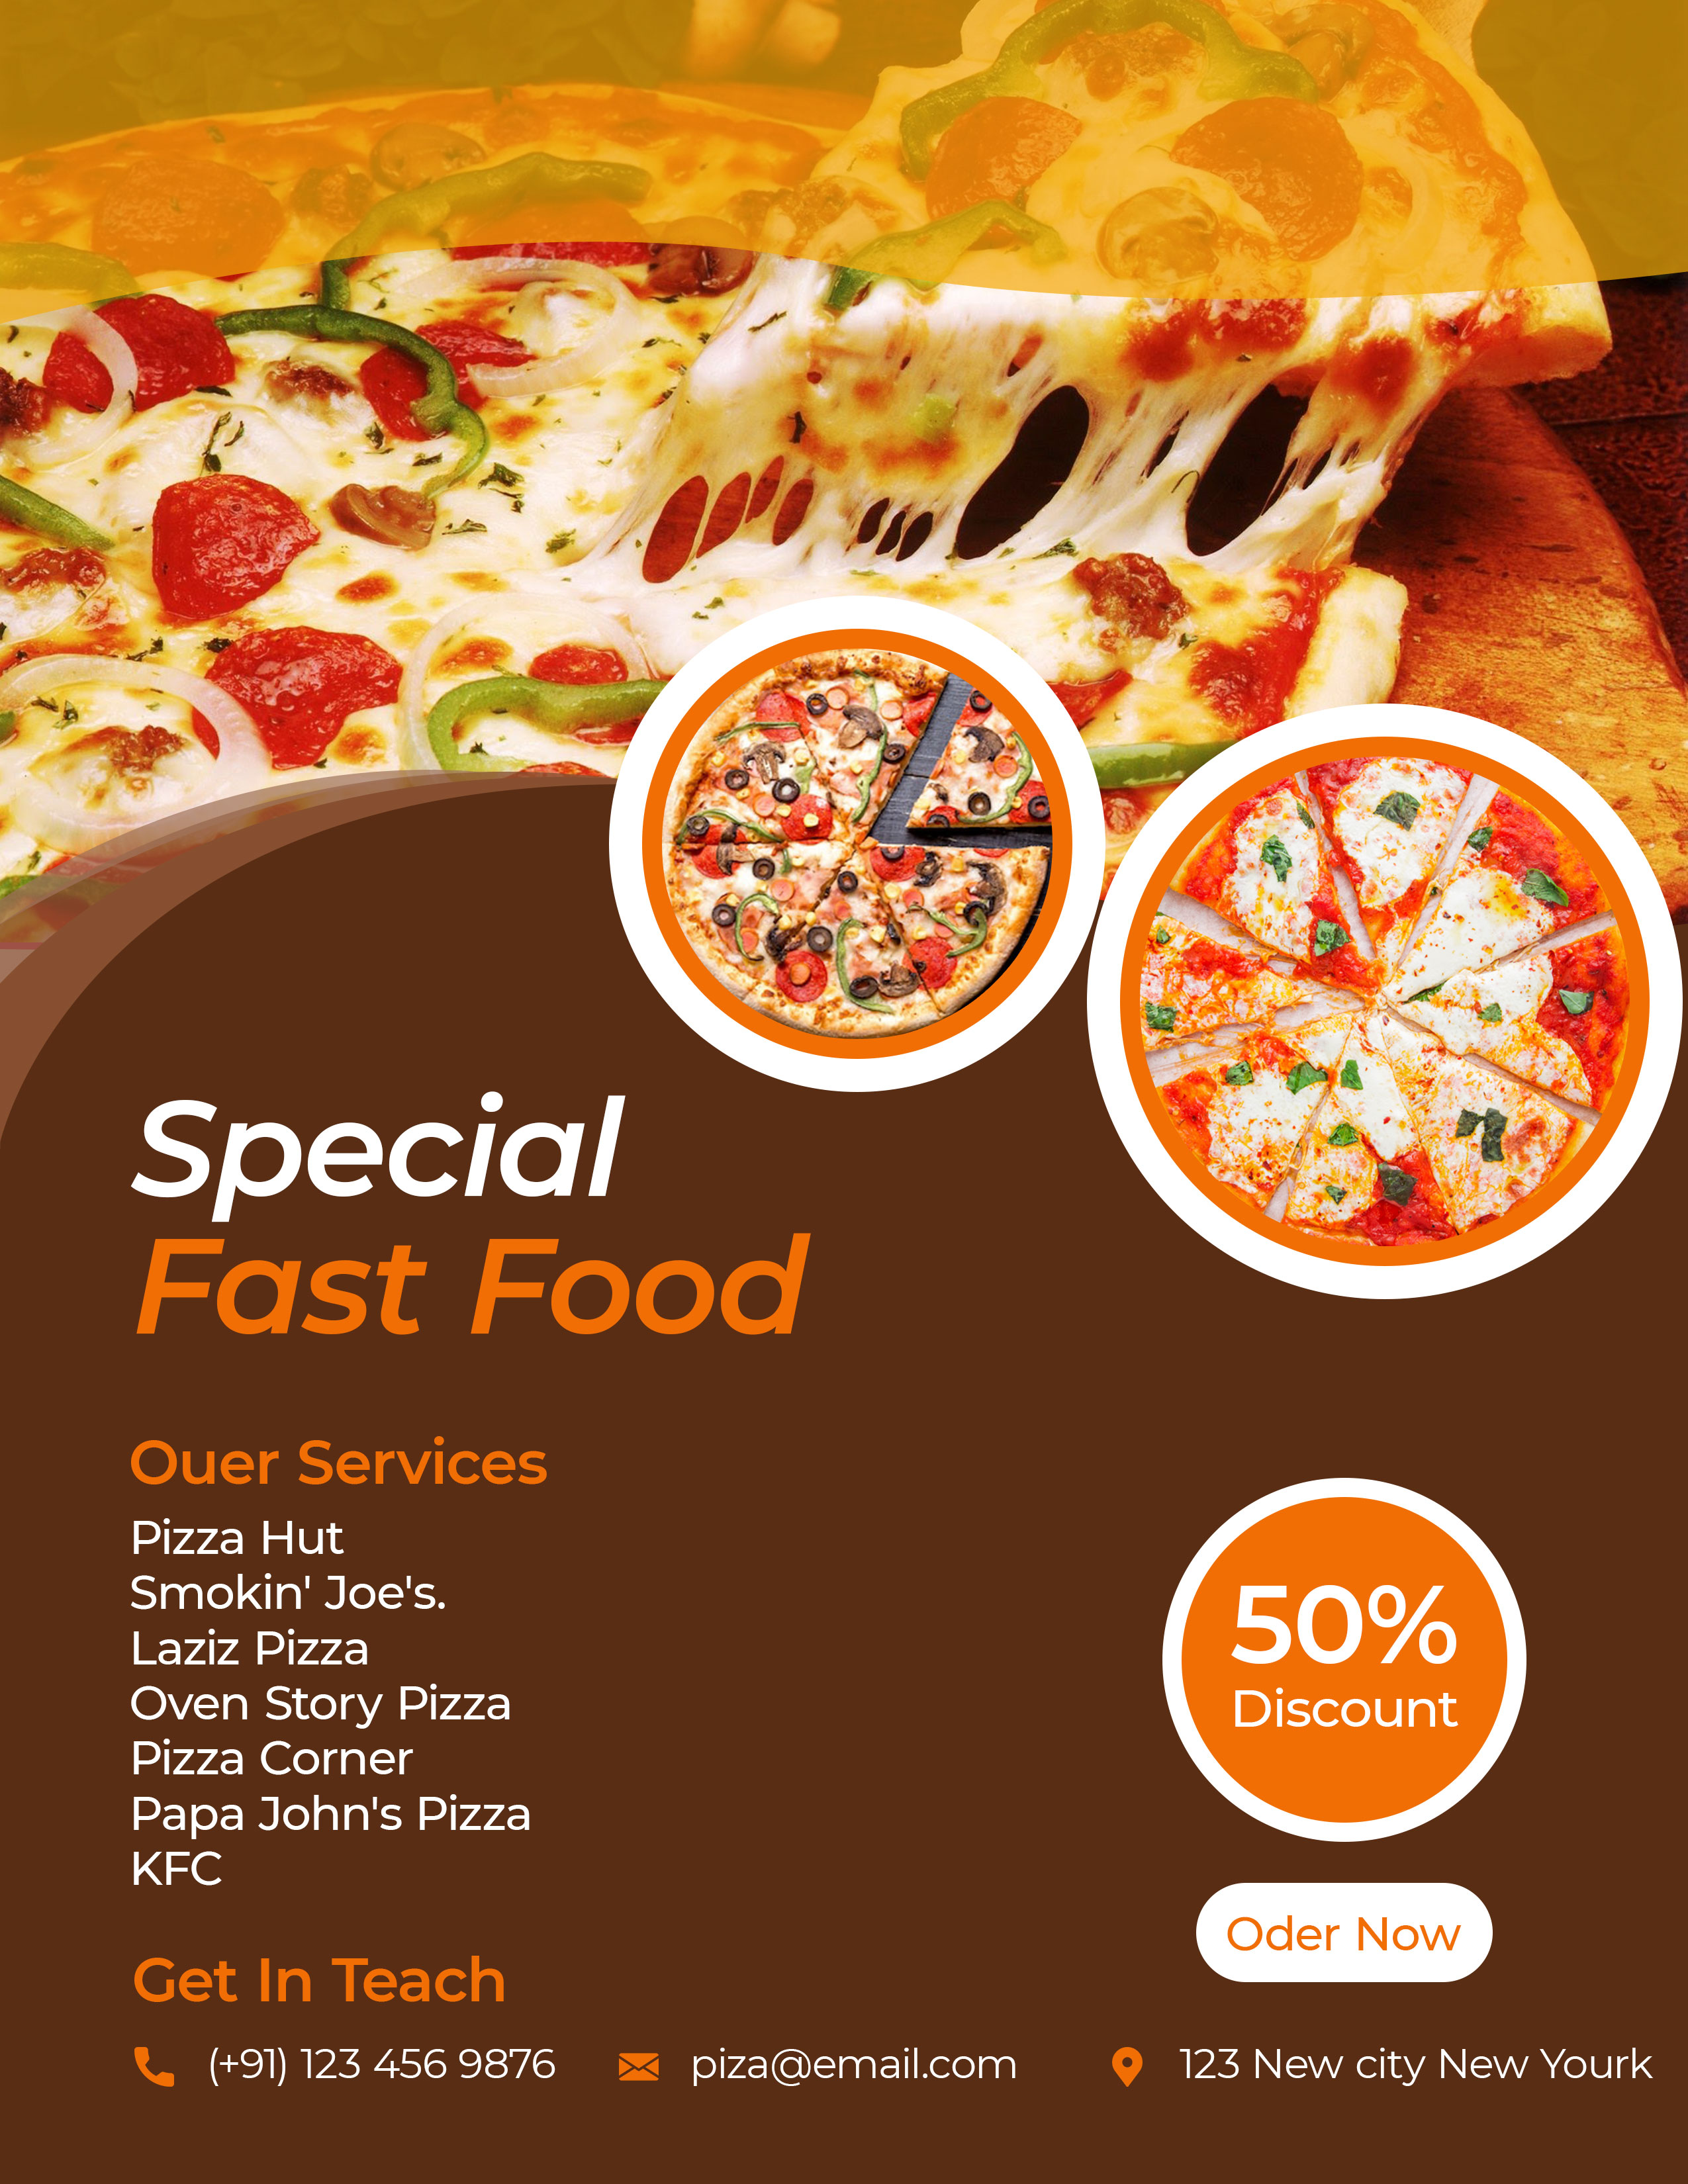 Special
Fast Food
Ouer Services
Pizza Hut
Smokin' Joe's.
Laziz Pizza
Oven Story Pizza
Pizza Corner
Papa John's Pizza
KFC
50%
Discount
Oder Now
Get In Teach
(+91) 123 456 9876
piza@email.com
123 New city New Yourk